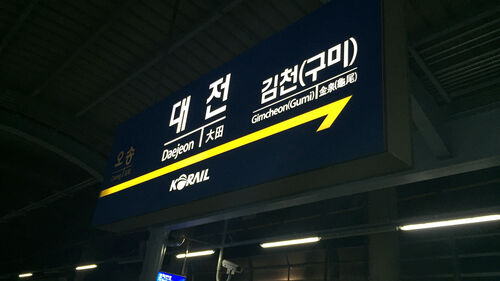 오송
대전
Daejeon
大田
김천(구미)
Gimcheon(Gumi)
金泉(龜尾)
KORAIL